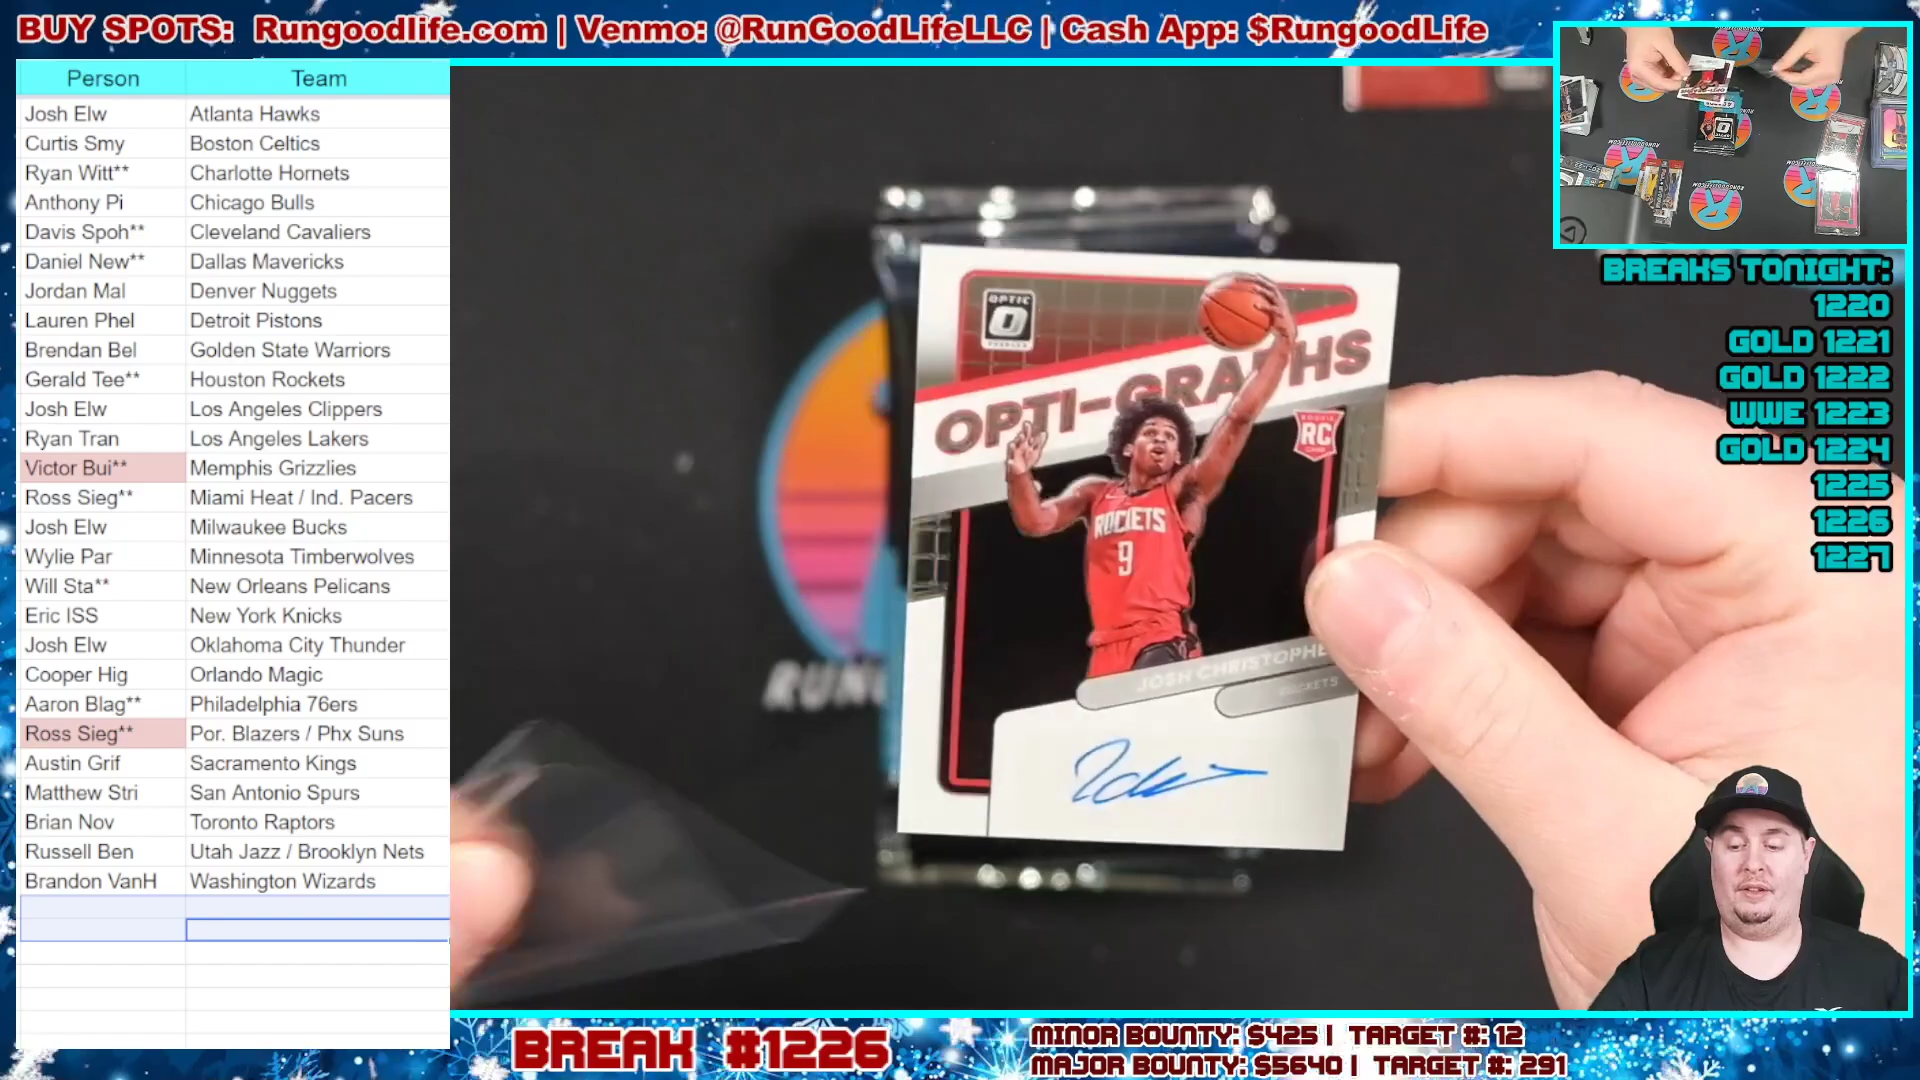 BUY SPOTS: Rungoodlife.com | Venmo: @RunGoodLifeLLC | Cash App: $RungoodLife
Person Team
Josh Elw Atlanta Hawks
Curtis Smy Boston Celtics
Ryan Witt** Charlotte Hornets
Anthony Pi Chicago Bulls
Davis Spoh** Cleveland Cavaliers
Daniel New** Dallas Mavericks
Jordan Mal Denver Nuggets
Lauren Phel Detroit Pistons
Brendan Bel Golden State Warriors
Gerald Tee** Houston Rockets
Josh Elw Los Angeles Clippers
Ryan Tran Los Angeles Lakers
Victor Bui** Memphis Grizzlies
Ross Sieg** Miami Heat / Ind. Pacers
Josh Elw Milwaukee Bucks
Wylie Par Minnesota Timberwolves
Will Sta** New Orleans Pelicans
Eric ISS New York Knicks
Josh Elw Oklahoma City Thunder
Cooper Hig Orlando Magic
Aaron Blag** Philadelphia 76ers
Ross Sieg** Por. Blazers / Phx Suns
Austin Grif Sacramento Kings
Matthew Stri San Antonio Spurs
Brian Nov Toronto Raptors
Russell Ben Utah Jazz / Brooklyn Nets
Brandon VanH Washington Wizards
OPTIC
O
OPTI-GRAPHS
RC
ROCKETS
9
JOSH CHRISTOPHE
ROCKETS
RUN
BREAKS TONIGHT:
1220
GOLD 1221
GOLD 1222
WWE 1223
GOLD 1224
1225
1226
1227
BREAK #1226
MINOR BOUNTY: $425 | TARGET #: 12
MAJOR BOUNTY: $5640 | TARGET #: 291